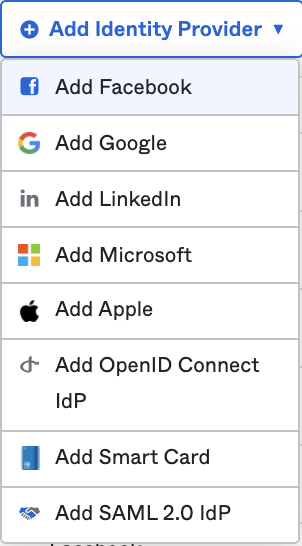 Add Identity Provider
Add Facebook
Add Google
Add LinkedIn
Add Microsoft
Add Apple
Add OpenID Connect
IdP
Add Smart Card
Add SAML 2.0 IdP